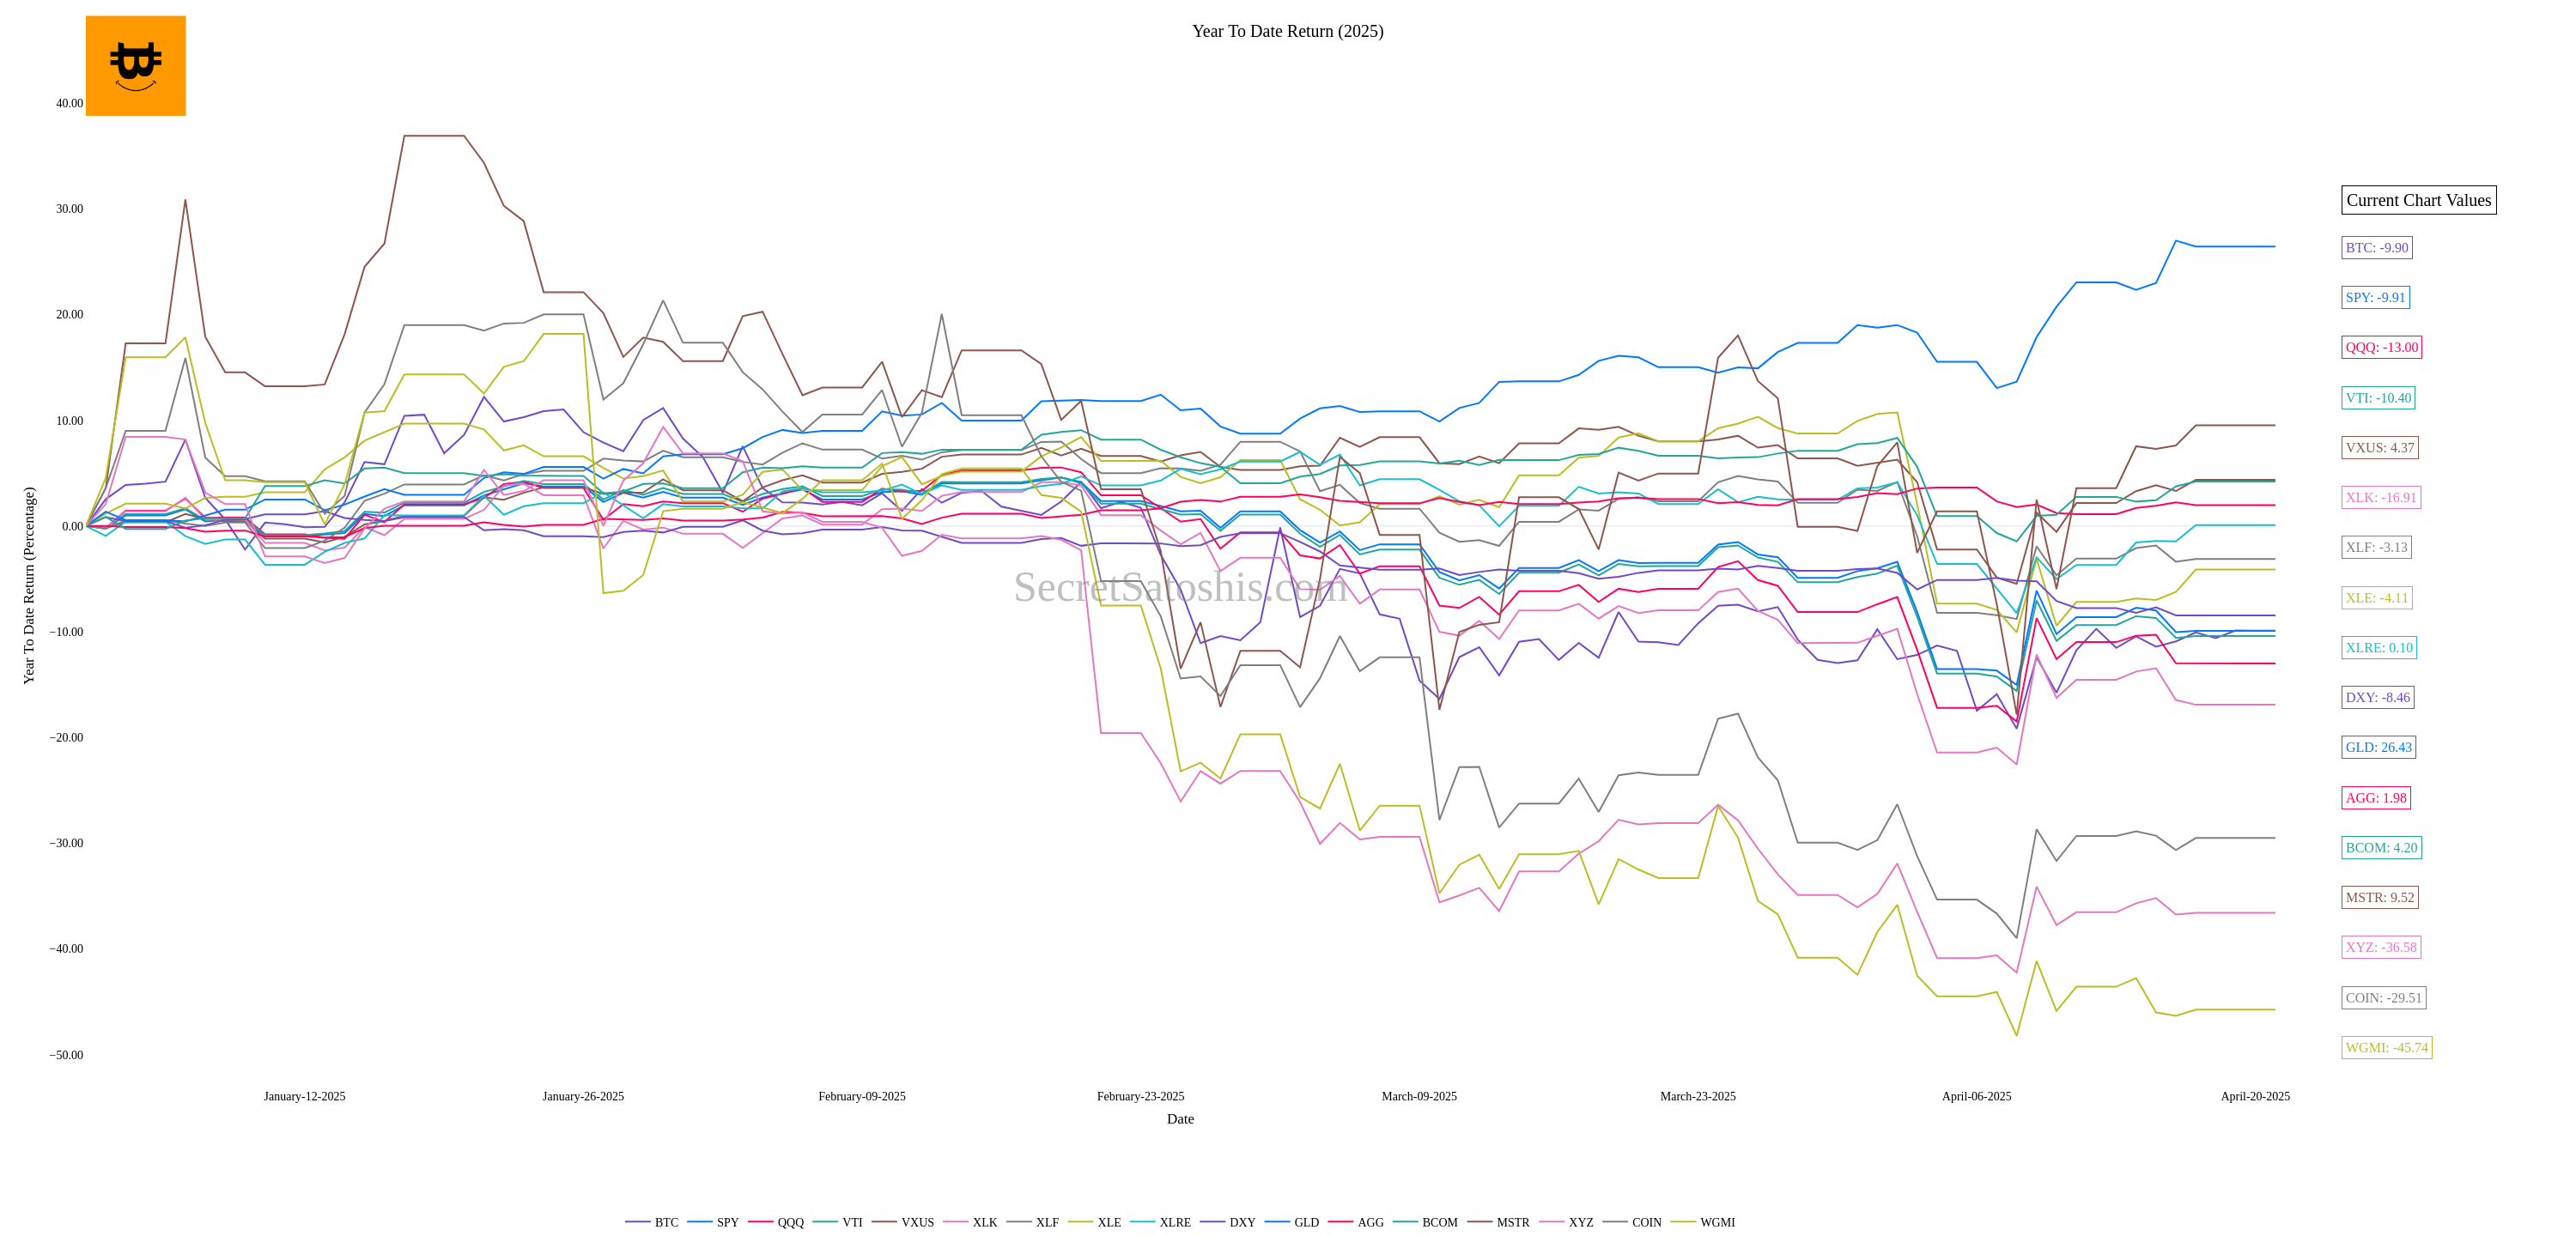 Year To Date Return (2025)
40.00
30.00
20.00
10.00
0.00
−10.00
−20.00
−30.00
−40.00
−50.00
Year To Date Return (Percentage)
SecretSatoshis.com
Current Chart Values
BTC: -9.90
SPY: -9.91
QQQ: -13.00
VTI: -10.40
VXUS: 4.37
XLK: -16.91
XLF: -3.13
XLE: -4.11
XLRE: 0.10
DXY: -8.46
GLD: 26.43
AGG: 1.98
BCOM: 4.20
MSTR: 9.52
XYZ: -36.58
COIN: -29.51
WGMI: -45.74
January-12-2025 January-26-2025 February-09-2025 February-23-2025 March-09-2025 March-23-2025 April-06-2025 April-20-2025
Date
BTC SPY QQQ VTI VXUS XLK XLF XLE XLRE DXY GLD AGG BCOM MSTR XYZ COIN WGMI